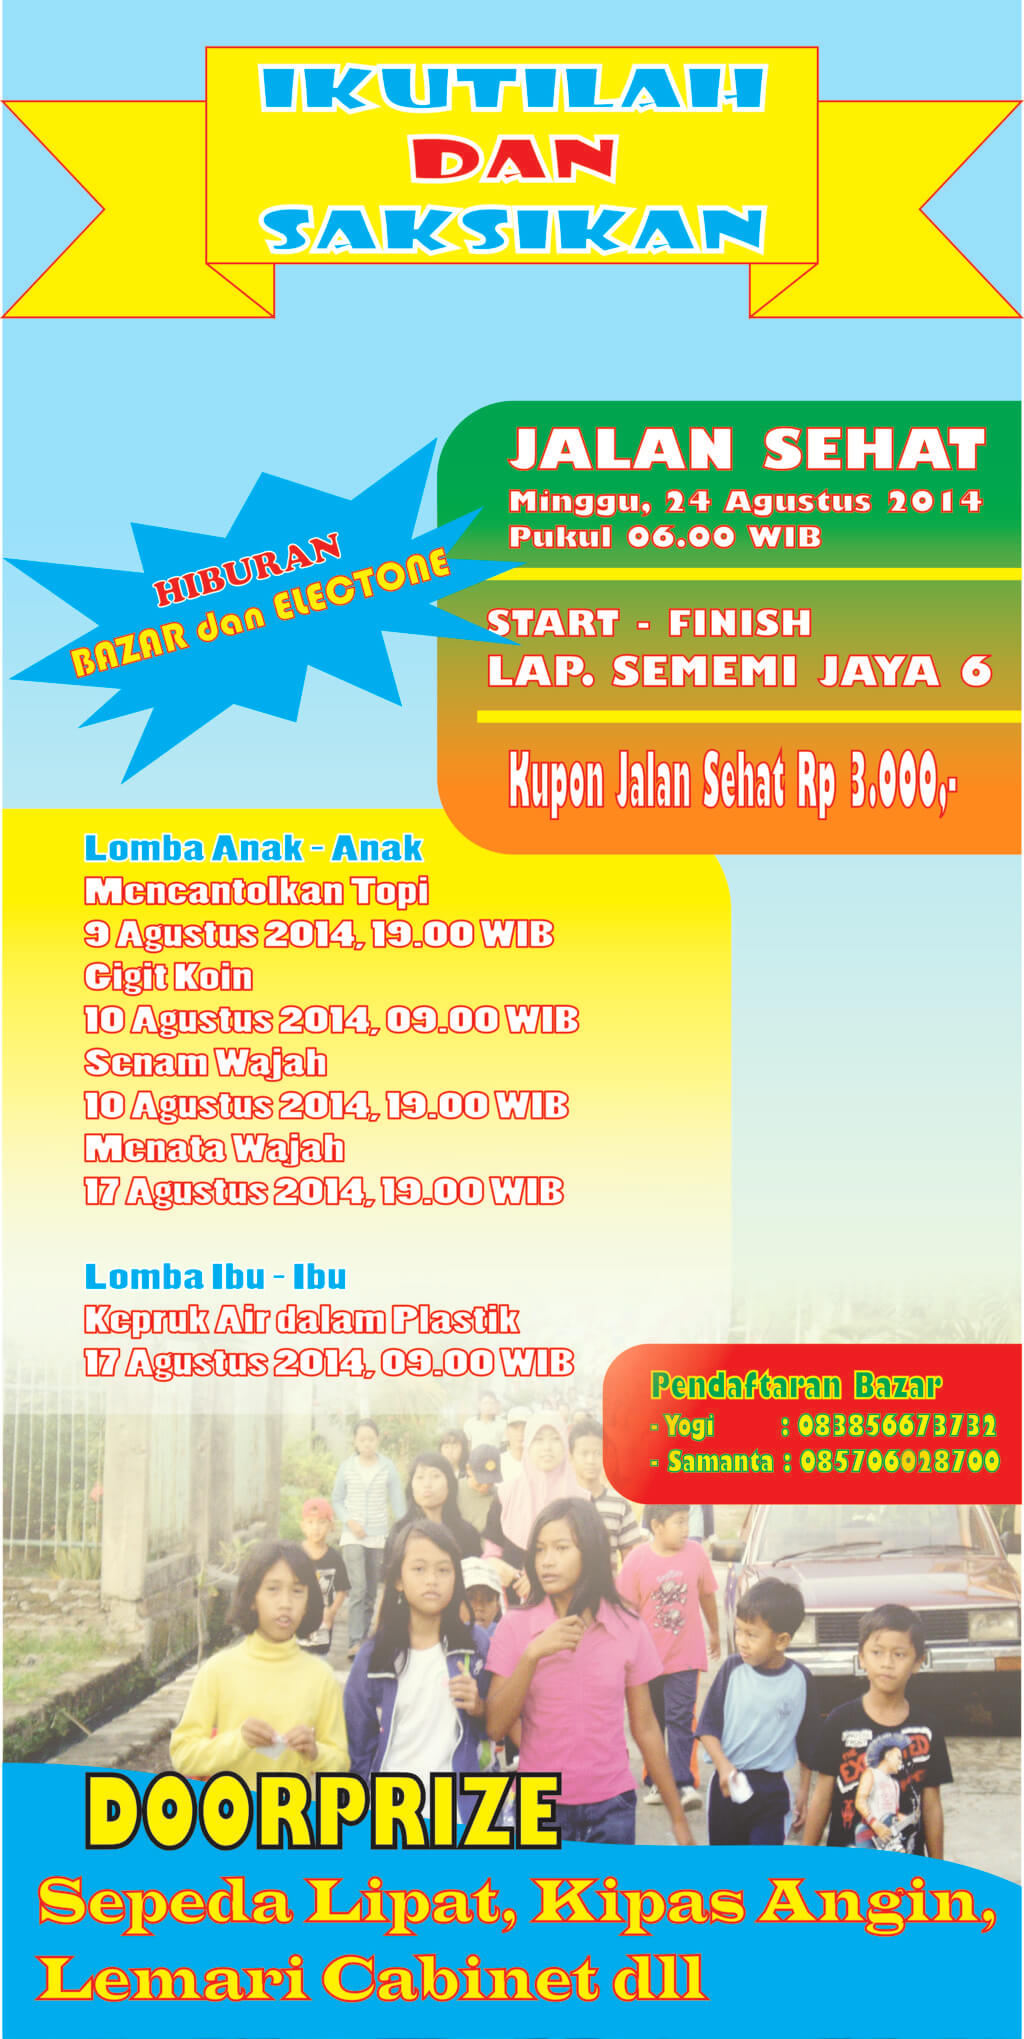 IKUTILAH
DAN
SAKSIKAN
JALAN SEHAT
Minggu, 24 Agustus 2014
Pukul 06.00 WIB
HIBURAN
BAZAR dan ELECTONE
START - FINISH
LAP. SEMEMI JAYA 6
Kupon Jalan Sehat Rp 3.000,-
Lomba Anak - Anak
Mencantolkan Topi
9 Agustus 2014, 19.00 WIB
Gigit Koin
10 Agustus 2014, 09.00 WIB
Senam Wajah
10 Agustus 2014, 19.00 WIB
Menata Wajah
17 Agustus 2014, 19.00 WIB
Lomba Ibu - Ibu
Kepruk Air dalam Plastik
17 Agustus 2014, 09.00 WIB
Pendaftaran Bazar
- Yogi : 083856673732
- Samanta : 085706028700
DOORPRIZE
Sepeda Lipat, Kipas Angin,
Lemari Cabinet dll